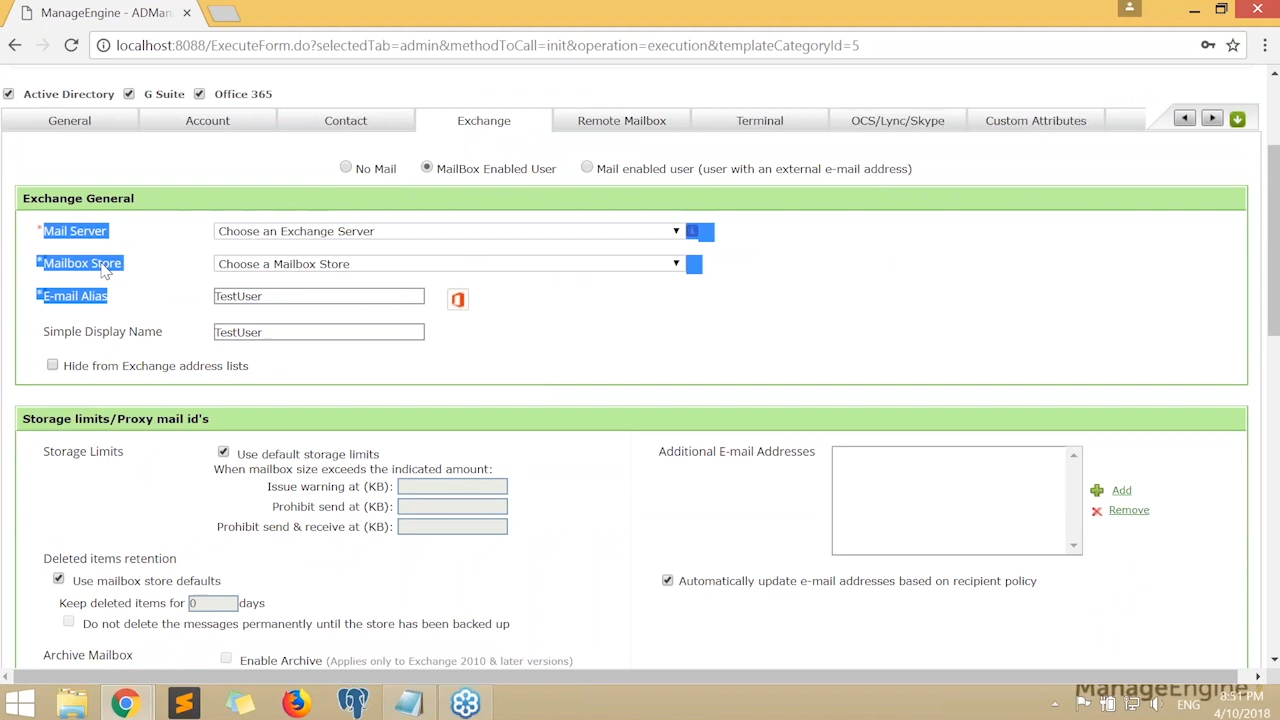 ManageEngine - ADMan
localhost:8088/ExecuteForm.do?selectedTab=admin&methodToCall=init&operation=execution&templateCategoryId=5
Active Directory G Suite Office 365
General Account Contact Exchange Remote Mailbox Terminal OCS/Lync/Skype Custom Attributes
No Mail MailBox Enabled User Mail enabled user (user with an external e-mail address)
Exchange General
*Mail Server Choose an Exchange Server
*Mailbox Store Choose a Mailbox Store
*E-mail Alias TestUser
Simple Display Name TestUser
Hide from Exchange address lists
Storage limits/Proxy mail id's
Storage Limits Use default storage limits Additional E-mail Addresses
When mailbox size exceeds the indicated amount:
Issue warning at (KB): Add
Prohibit send at (KB): Remove
Prohibit send & receive at (KB):
Deleted items retention
Use mailbox store defaults Automatically update e-mail addresses based on recipient policy
Keep deleted items for 0 days
Do not delete the messages permanently until the store has been backed up
Archive Mailbox Enable Archive (Applies only to Exchange 2010 & later versions)
ManageEngine
8:51 PM
ENG
4/10/2018